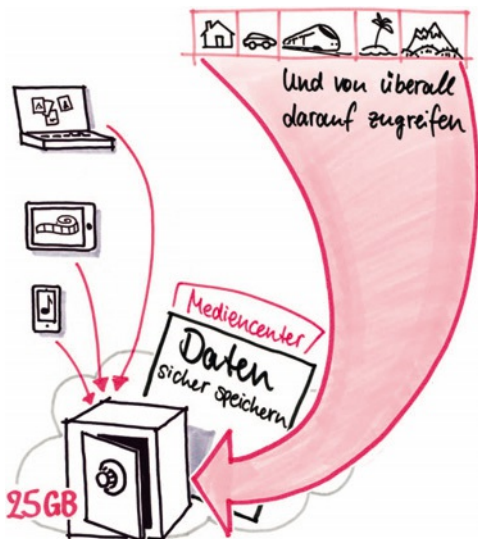 Und von überall
darauf zugreifen
Mediencenter
Daten
sicher speichern
25GB